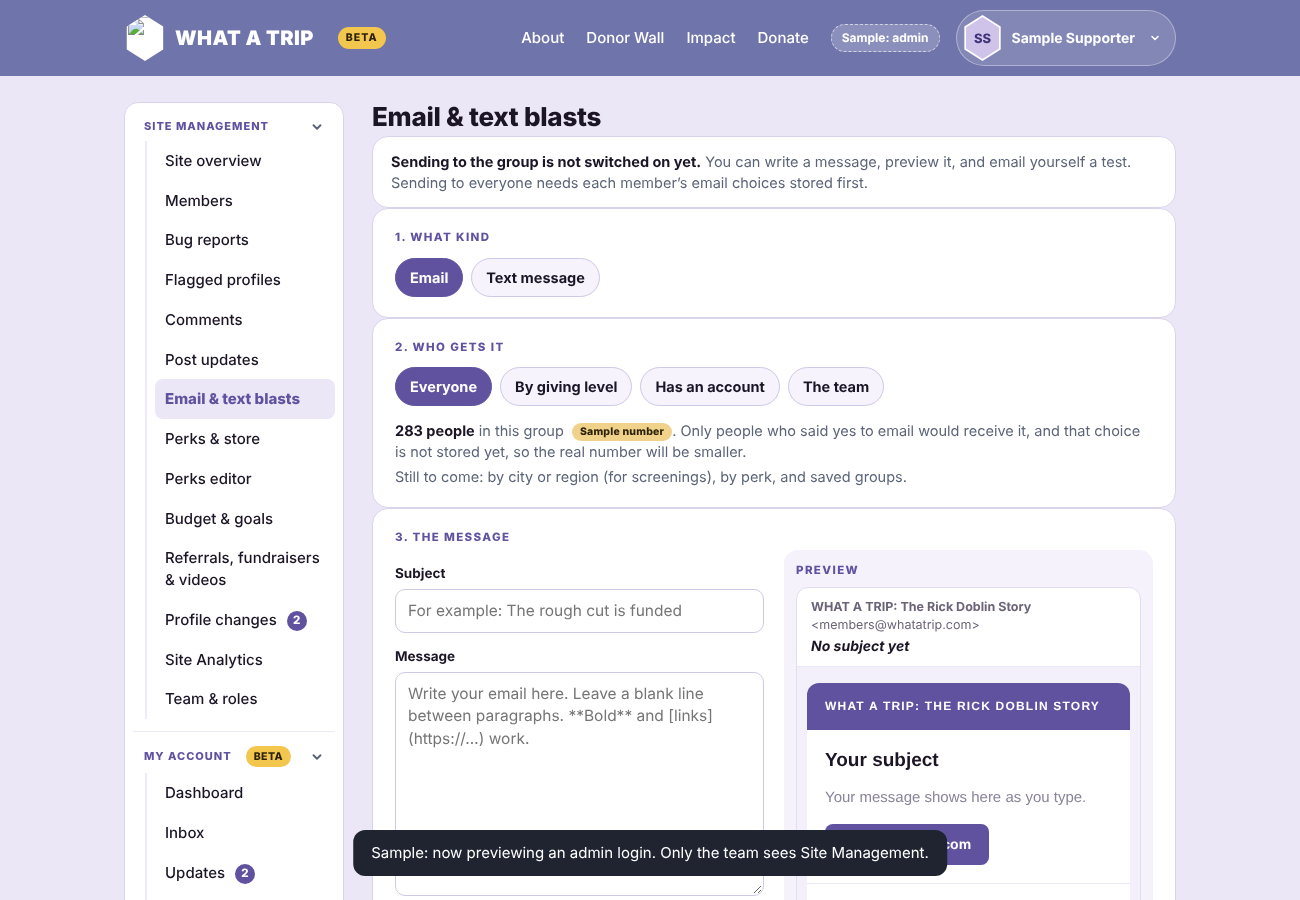 WHAT A TRIP
BETA
About
Donor Wall
Impact
Donate
Sample: admin
SS
Sample Supporter
SITE MANAGEMENT
Site overview
Members
Bug reports
Flagged profiles
Comments
Post updates
Email & text blasts
Perks & store
Perks editor
Budget & goals
Referrals, fundraisers
& videos
Profile changes 2
Site Analytics
Team & roles
MY ACCOUNT BETA
Dashboard
Inbox
Updates 2
Email & text blasts
Sending to the group is not switched on yet. You can write a message, preview it, and email yourself a test.
Sending to everyone needs each member’s email choices stored first.
1. WHAT KIND
Email
Text message
2. WHO GETS IT
Everyone
By giving level
Has an account
The team
283 people in this group Sample number. Only people who said yes to email would receive it, and that choice
is not stored yet, so the real number will be smaller.
Still to come: by city or region (for screenings), by perk, and saved groups.
3. THE MESSAGE
Subject
For example: The rough cut is funded
Message
Write your email here. Leave a blank line
between paragraphs. **Bold** and [links]
(https://...) work.
PREVIEW
WHAT A TRIP: The Rick Doblin Story
<members@whatatrip.com>
No subject yet
WHAT A TRIP: THE RICK DOBLIN STORY
Your subject
Your message shows here as you type.
com
Sample: now previewing an admin login. Only the team sees Site Management.